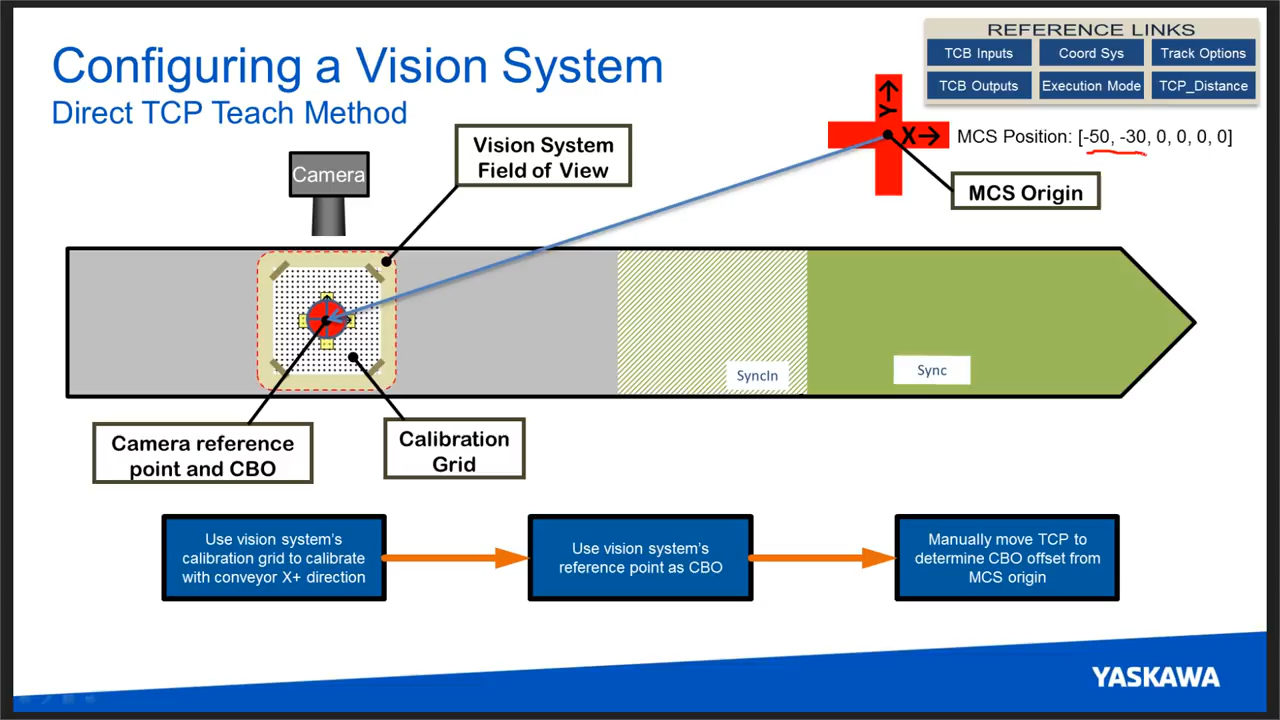 Configuring a Vision System
Direct TCP Teach Method
REFERENCE LINKS
TCB Inputs
Coord Sys
Track Options
TCB Outputs
Execution Mode
TCP_Distance
Camera
Vision System
Field of View
Y
X
MCS Position: [-50, -30, 0, 0, 0, 0]
MCS Origin
SyncIn
Sync
Camera reference
point and CBO
Calibration
Grid
Use vision system's
calibration grid to calibrate
with conveyor X+ direction
Use vision system's
reference point as CBO
Manually move TCP to
determine CBO offset from
MCS origin
YASKAWA